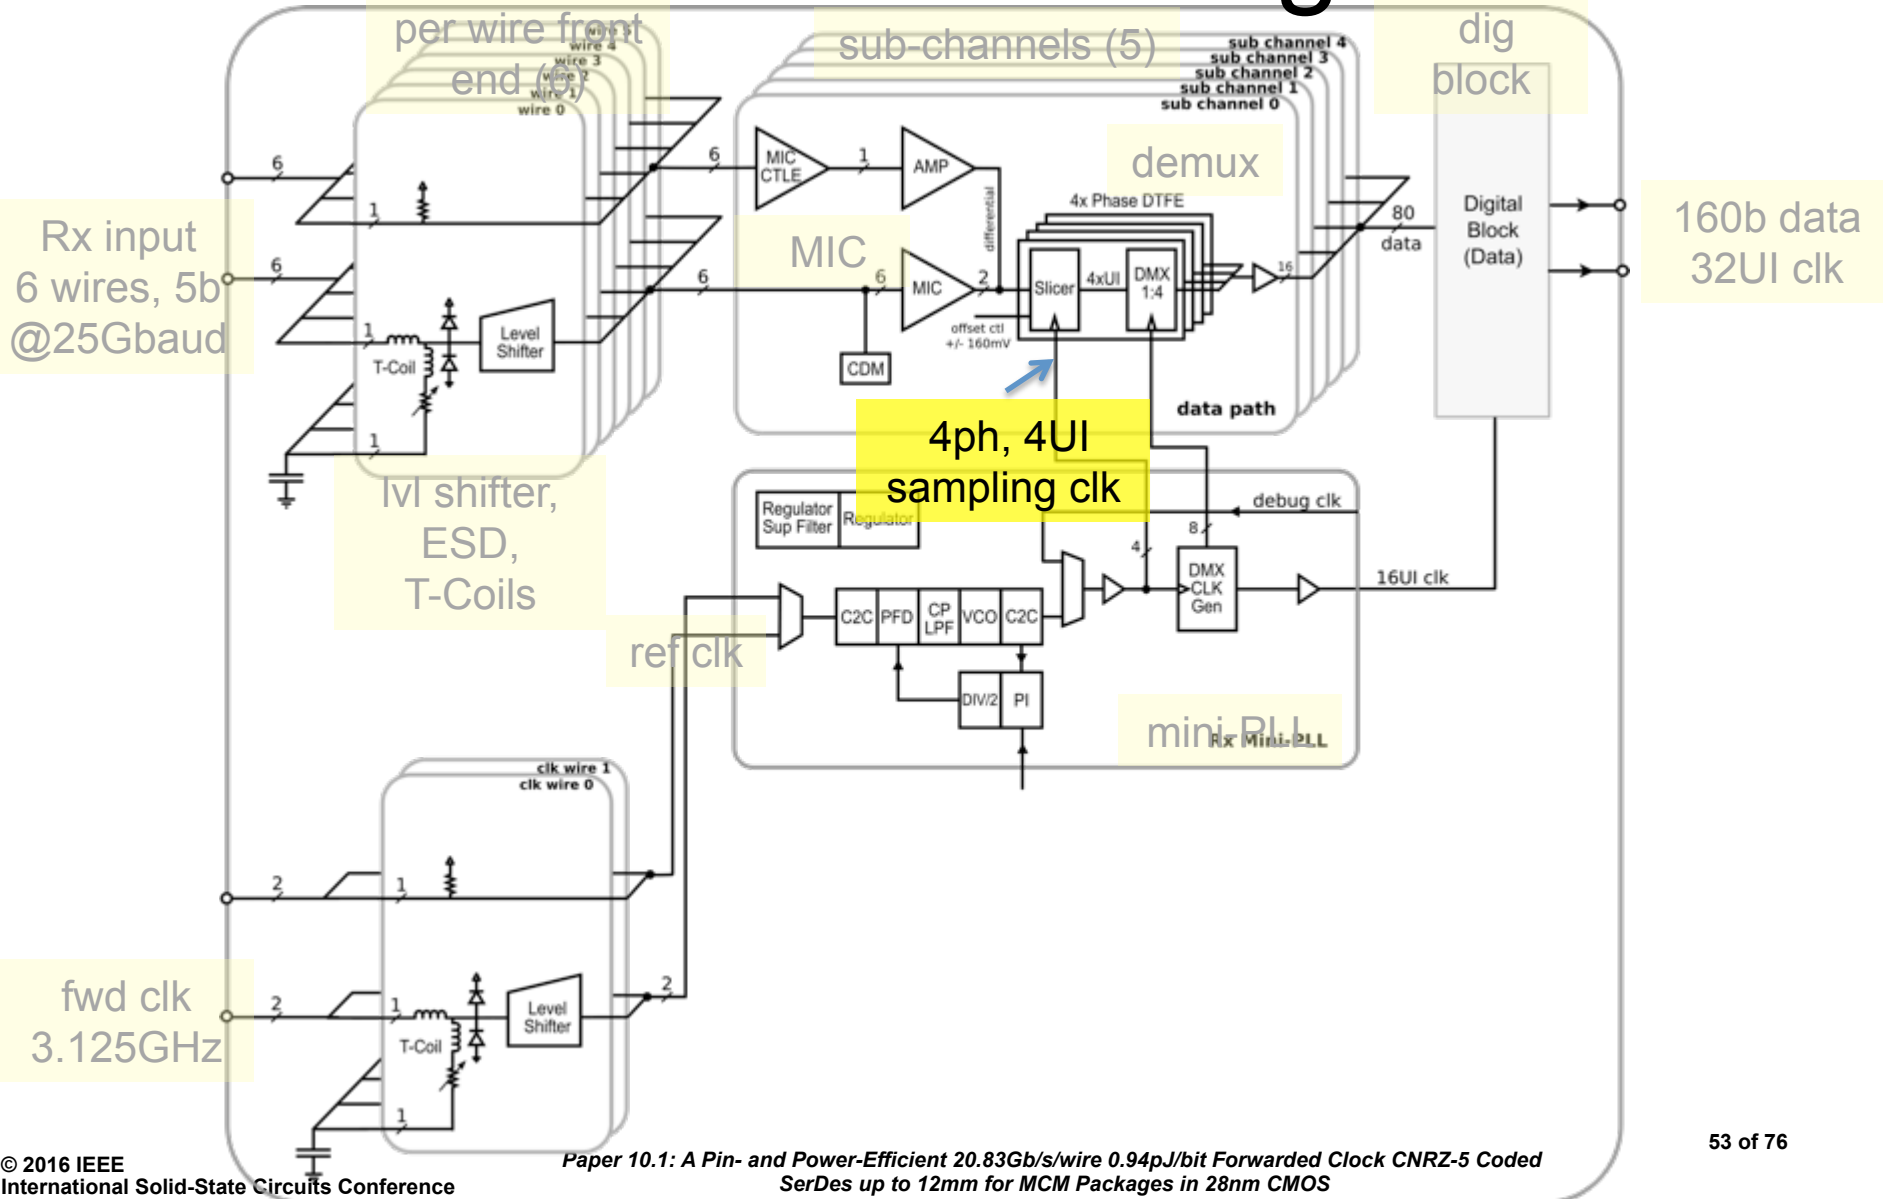 per wire front
end (6)
wire 5
wire 4
wire 3
wire 2
wire 1
wire 0
sub-channels (5)
sub channel 4
sub channel 3
sub channel 2
sub channel 1
sub channel 0
dig
block
6
1
6
MIC
CTLE
1
AMP
differential
demux
4x Phase DTFE
80
data
Digital
Block
(Data)
160b data
32UI clk
Rx input
6 wires, 5b
@25Gbaud
6
1
T-Coil
Level
Shifter
1
6
MIC
6
MIC
2
Slicer
4xUI
DMX
1:4
16
offset ctl
+/- 160mV
CDM
data path
4ph, 4UI
sampling clk
lvl shifter,
ESD,
T-Coils
Regulator
Sup Filter
Regulator
debug clk
8
4
DMX
CLK
Gen
16UI clk
ref clk
C2C
PFD
CP
LPF
VCO
C2C
DIV/2
PI
mini-PLL
Rx Mini-PLL
clk wire 1
clk wire 0
2
1
2
fwd clk
3.125GHz
2
1
T-Coil
Level
Shifter
1
© 2016 IEEE
International Solid-State Circuits Conference
Paper 10.1: A Pin- and Power-Efficient 20.83Gb/s/wire 0.94pJ/bit Forwarded Clock CNRZ-5 Coded
SerDes up to 12mm for MCM Packages in 28nm CMOS
53 of 76